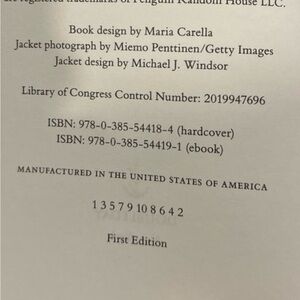 are registered trademarks of Penguin Random House LLC.
Book design by Maria Carella
Jacket photograph by Miemo Penttinen/Getty Images
Jacket design by Michael J. Windsor
Library of Congress Control Number: 2019947696
ISBN: 978-0-385-54418-4 (hardcover)
ISBN: 978-0-385-54419-1 (ebook)
MANUFACTURED IN THE UNITED STATES OF AMERICA
1 3 5 7 9 10 8 6 4 2
First Edition